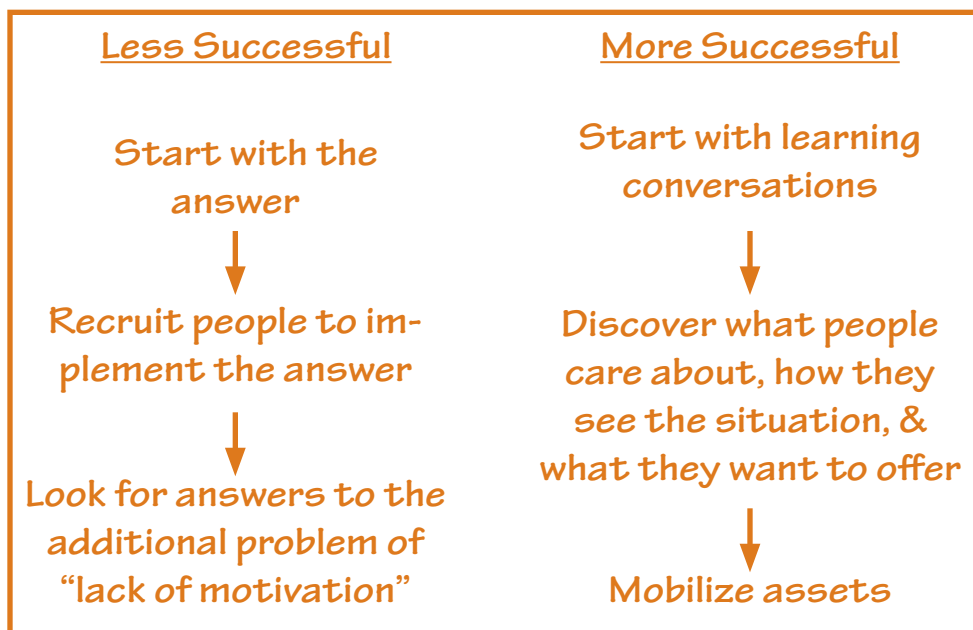 Less Successful
Start with the
answer
Recruit people to im-
plement the answer
Look for answers to the
additional problem of
“lack of motivation”
More Successful
Start with learning
conversations
Discover what people
care about, how they
see the situation, &
what they want to offer
Mobilize assets